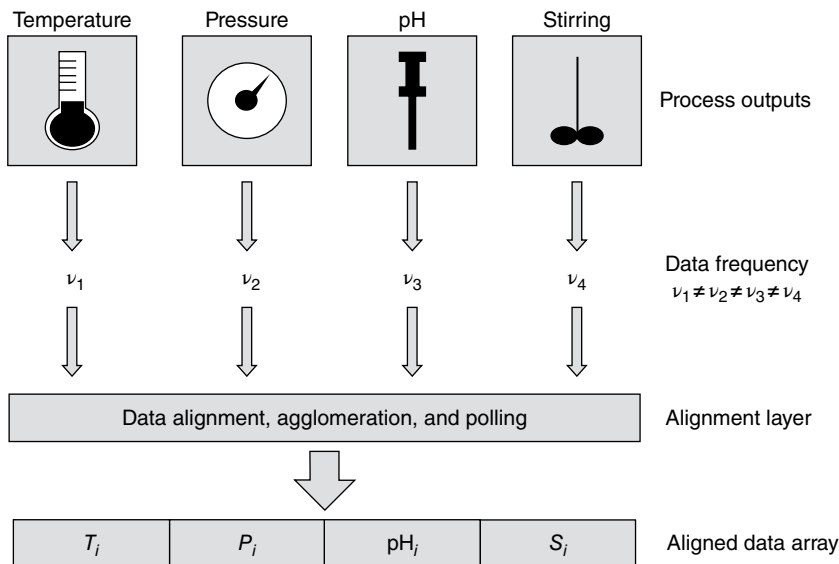 Temperature Pressure pH Stirring
Process outputs
ν1 ν2 ν3 ν4
Data frequency
ν1 ≠ ν2 ≠ ν3 ≠ ν4
Data alignment, agglomeration, and polling
Alignment layer
Ti Pi pHi Si
Aligned data array